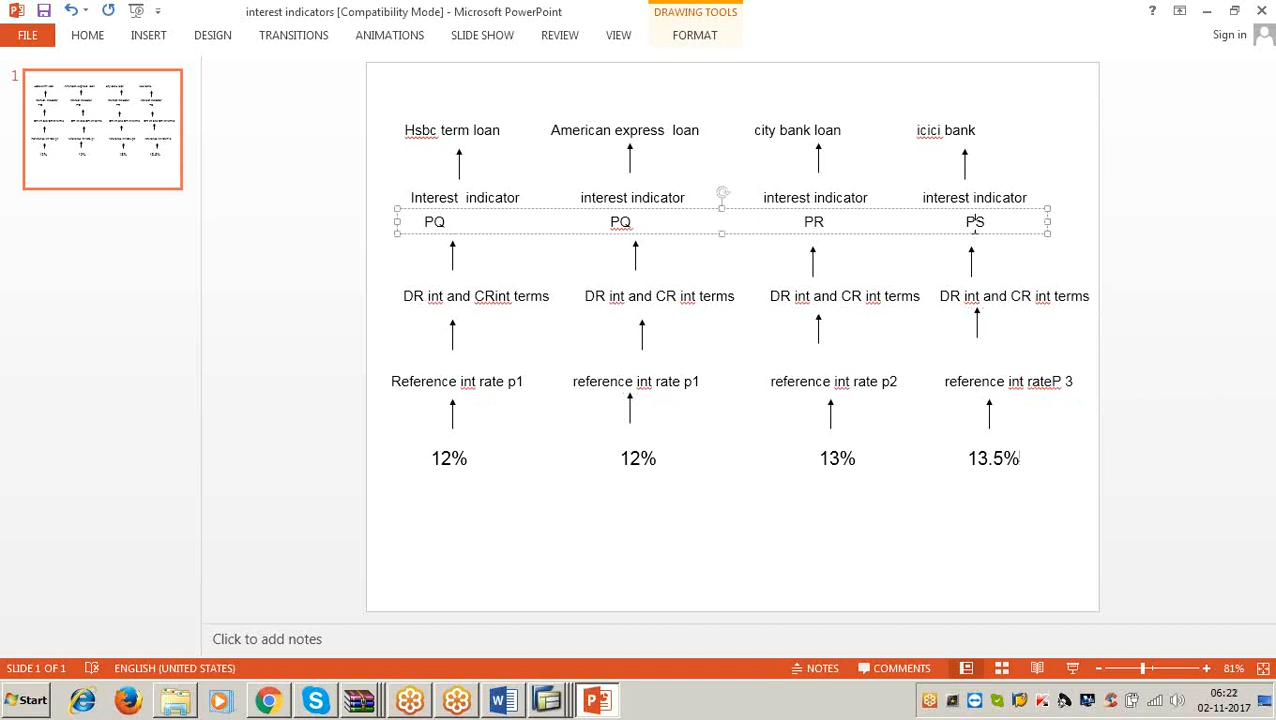 interest indicators [Compatibility Mode] - Microsoft PowerPoint
DRAWING TOOLS
?
FILE HOME INSERT DESIGN TRANSITIONS ANIMATIONS SLIDE SHOW REVIEW VIEW FORMAT
Sign in
1
Hsbc term loan American express loan city bank loan icici bank
Interest indicator interest indicator interest indicator interest indicator
PQ PQ PR PS
DR int and CRint terms DR int and CR int terms DR int and CR int terms DR int and CR int terms
Reference int rate p1 reference int rate p1 reference int rate p2 reference int rateP 3
12% 12% 13% 13.5%
Click to add notes
SLIDE 1 OF 1 ENGLISH (UNITED STATES) NOTES COMMENTS 81%
Start
06:22
02-11-2017